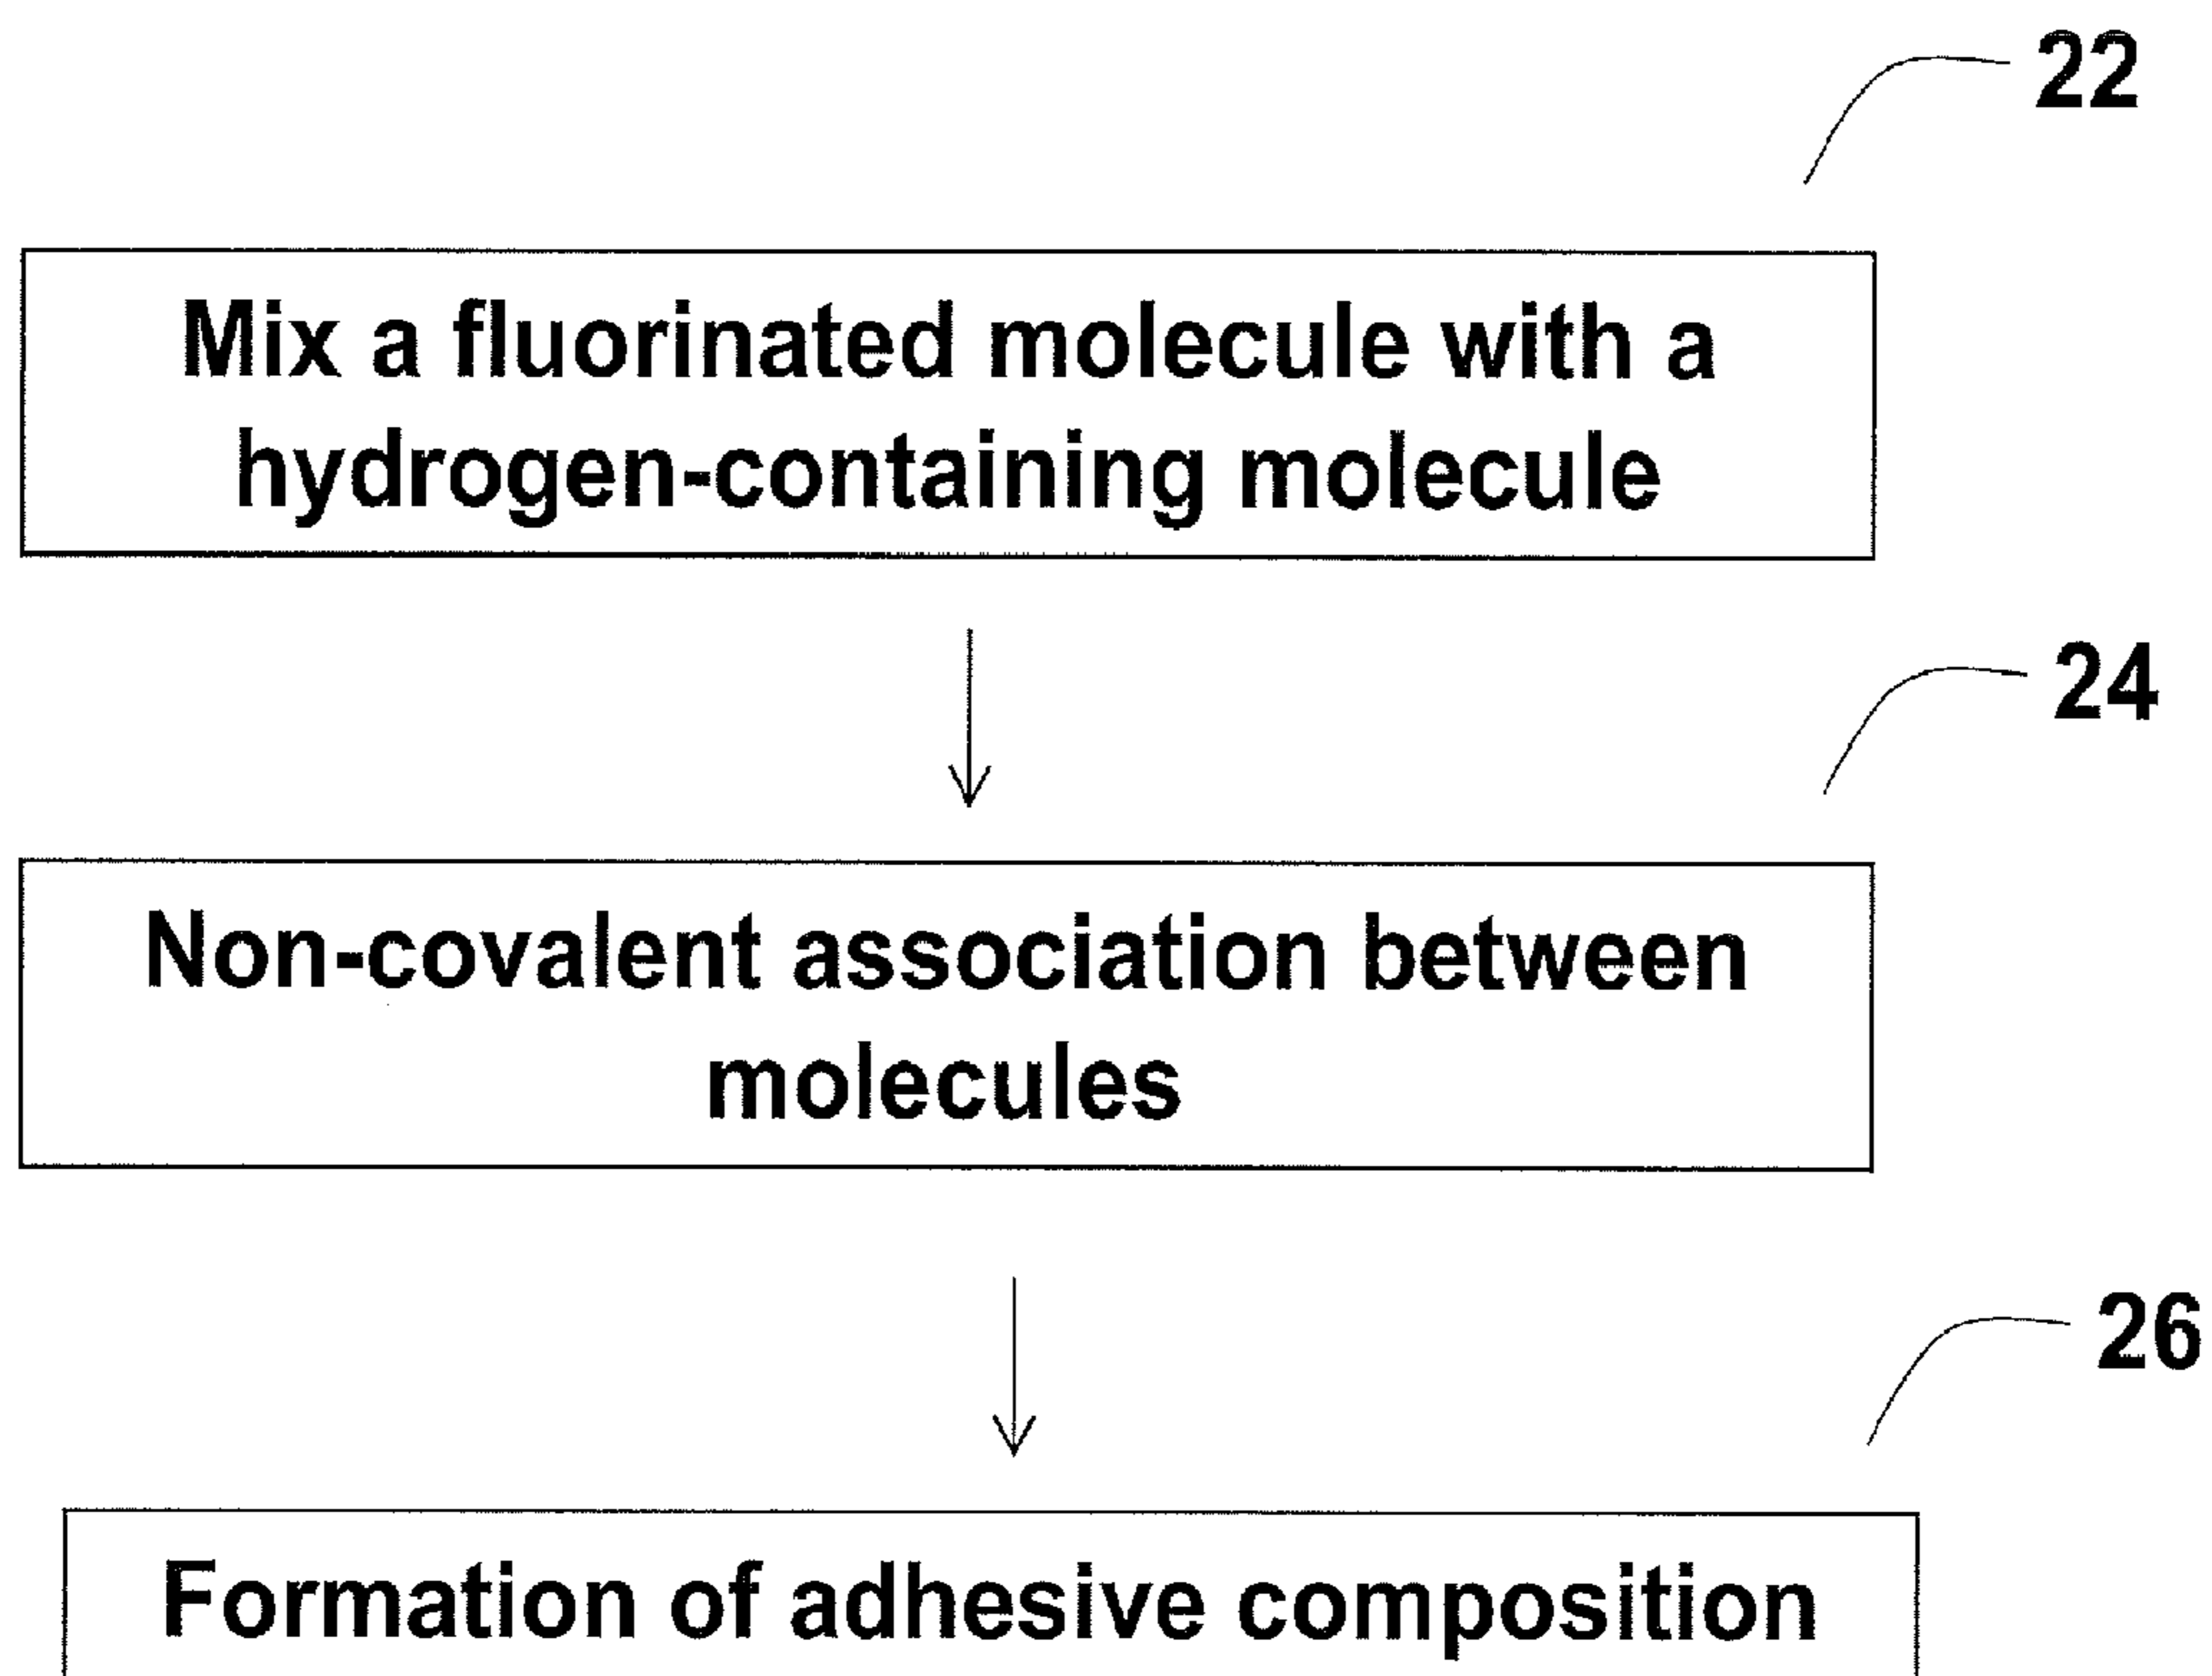 22
Mix a fluorinated molecule with a
hydrogen-containing molecule
24
Non-covalent association between
molecules
26
Formation of adhesive composition